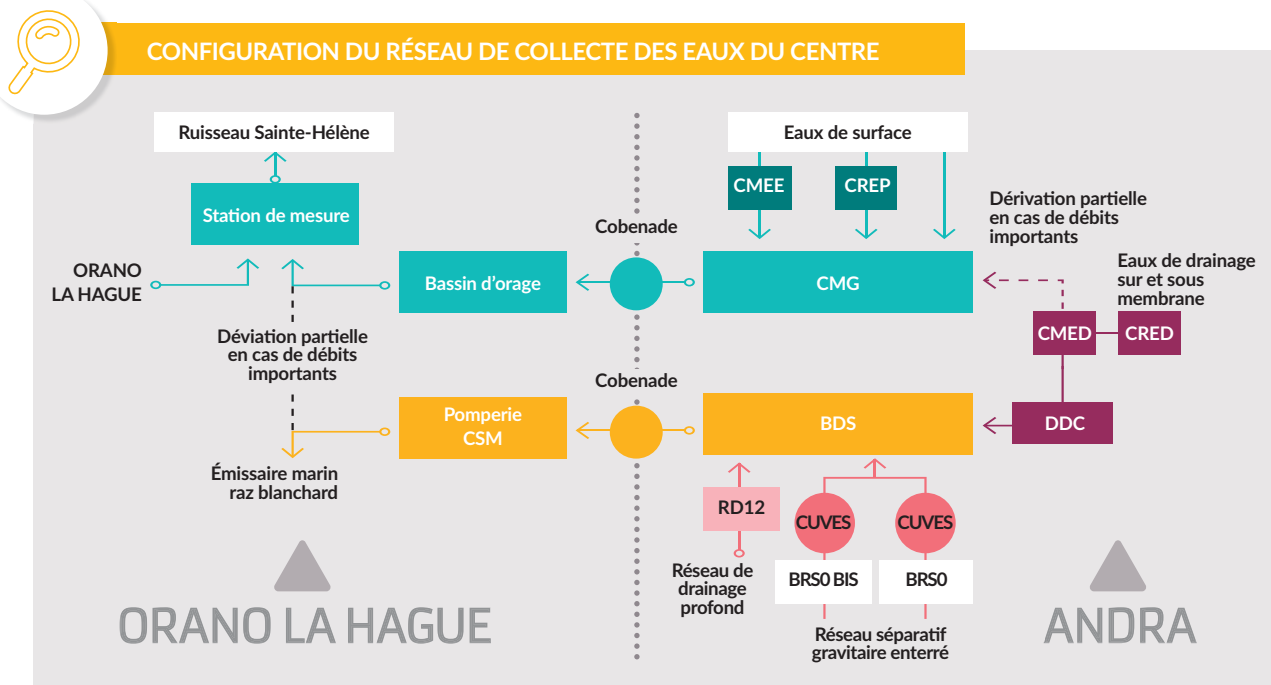 CONFIGURATION DU RÉSEAU DE COLLECTE DES EAUX DU CENTRE
Ruisseau Sainte-Hélène
Station de mesure
ORANO
LA HAGUE
Bassin d'orage
Déviation partielle
en cas de débits
importants
Pomperie
CSM
Émissaire marin
raz blanchard
ORANO LA HAGUE
Cobenade
Cobenade
Eaux de surface
CMEE
CREP
CMG
Dérivation partielle
en cas de débits
importants
Eaux de drainage
sur et sous
membrane
CMED
CRED
DDC
BDS
RD12
Réseau de
drainage
profond
CUVES
CUVES
BRS0 BIS
BRS0
Réseau séparatif
gravitaire enterré
ANDRA